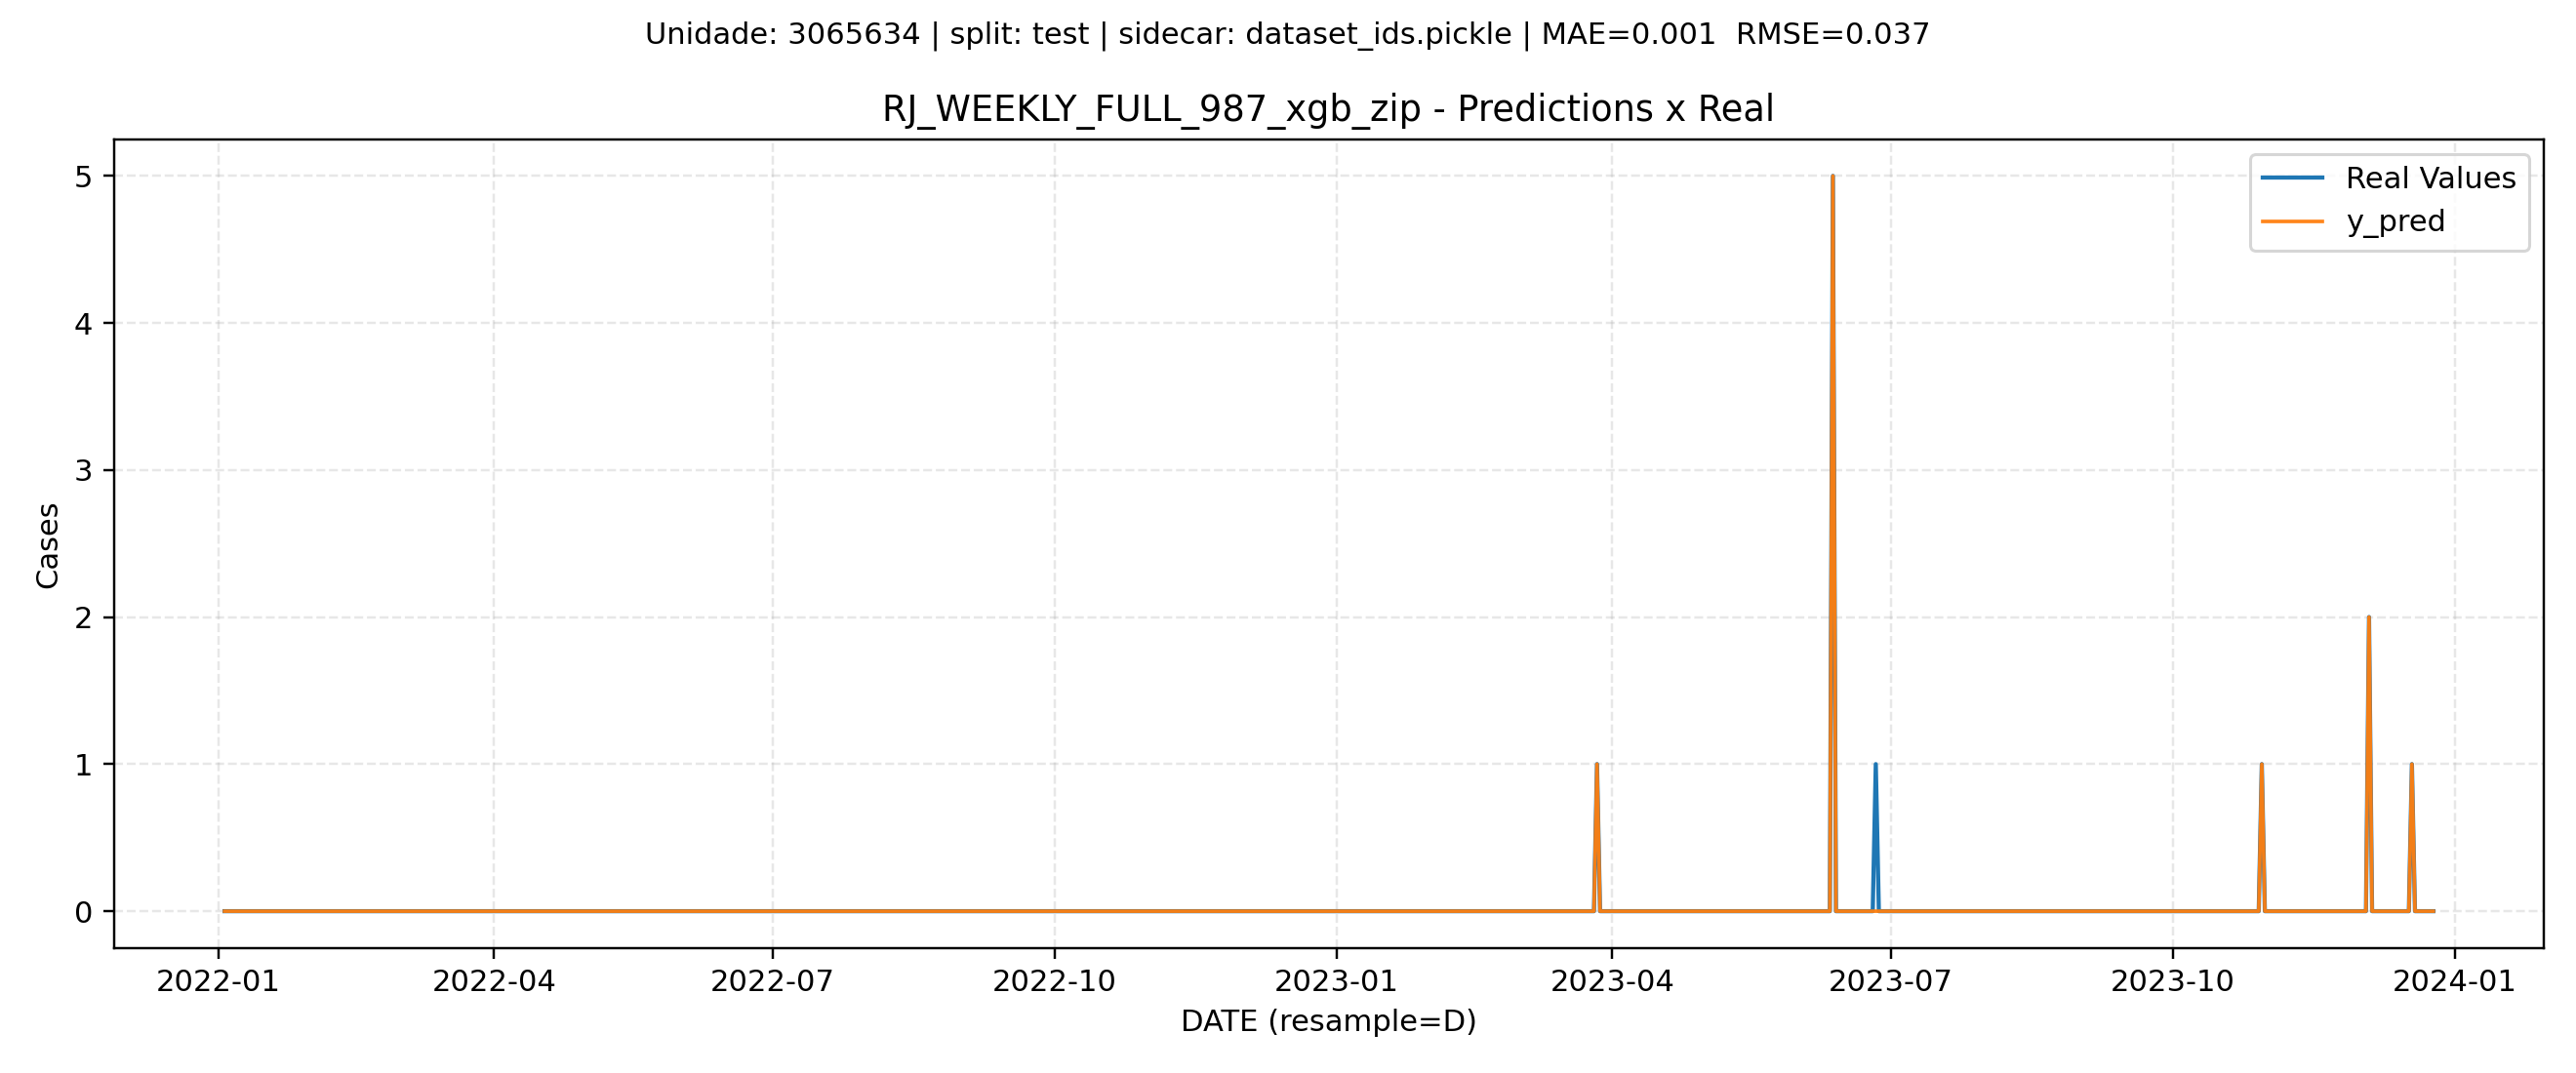 Unidade: 3065634 | split: test | sidecar: dataset_ids.pickle | MAE=0.001  RMSE=0.037
RJ_WEEKLY_FULL_987_xgb_zip - Predictions x Real
Real Values
y_pred
5
4
3
2
1
0
Cases
2022-01
2022-04
2022-07
2022-10
2023-01
2023-04
2023-07
2023-10
2024-01
DATE (resample=D)